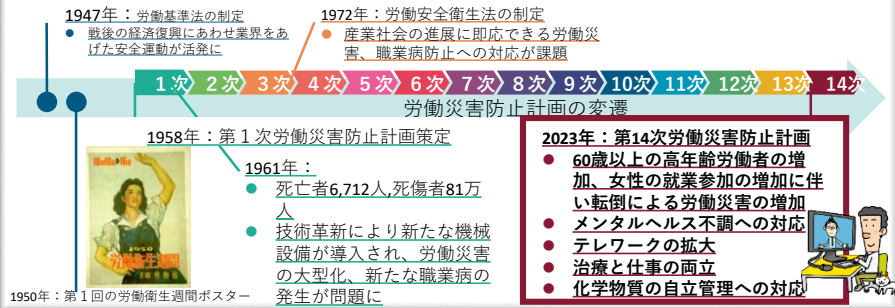 1947年：労働基準法の制定
● 戦後の経済復興にあわせ業界をあ
げた安全運動が活発に
1972年：労働安全衛生法の制定
● 産業社会の進展に即応できる労働災
害、職業病防止への対応が課題
1次 2次 3次 4次 5次 6次 7次 8次 9次 10次 11次 12次 13次 14次
労働災害防止計画の変遷
1958年：第１次労働災害防止計画策定
1961年：
● 死亡者6,712人,死傷者81万
人
● 技術革新により新たな機械
設備が導入され、労働災害
の大型化、新たな職業病の
発生が問題に
2023年：第14次労働災害防止計画
● 60歳以上の高年齢労働者の増
加、女性の就業参加の増加に伴
い転倒による労働災害の増加
● メンタルヘルス不調への対応
● テレワークの拡大
● 治療と仕事の両立
● 化学物質の自立管理への対応
1950
労働衛生週間
1950年：第１回の労働衛生週間ポスター